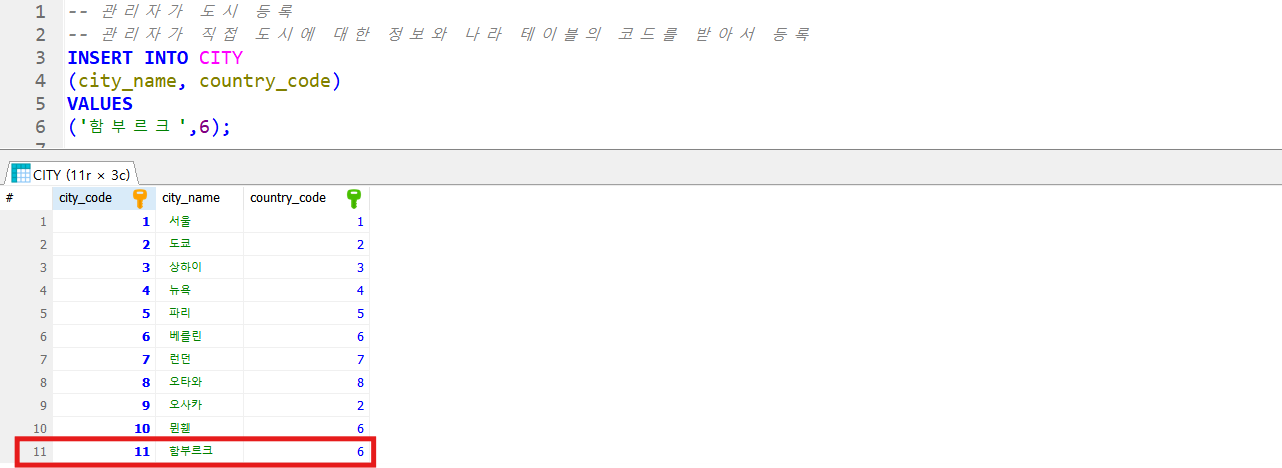 1 -- 관리자가 도시 등록
2 -- 관리자가 직접 도시에 대한 정보와 나라 테이블의 코드를 받아서 등록
3 INSERT INTO CITY
4 (city_name, country_code)
5 VALUES
6 ('함부르크',6);
CITY (11r × 3c)
# city_code city_name country_code
1 1 서울 1
2 2 도쿄 2
3 3 상하이 3
4 4 뉴욕 4
5 5 파리 5
6 6 베를린 6
7 7 런던 7
8 8 오타와 8
9 9 오사카 2
10 10 뮌헨 6
11 11 함부르크 6